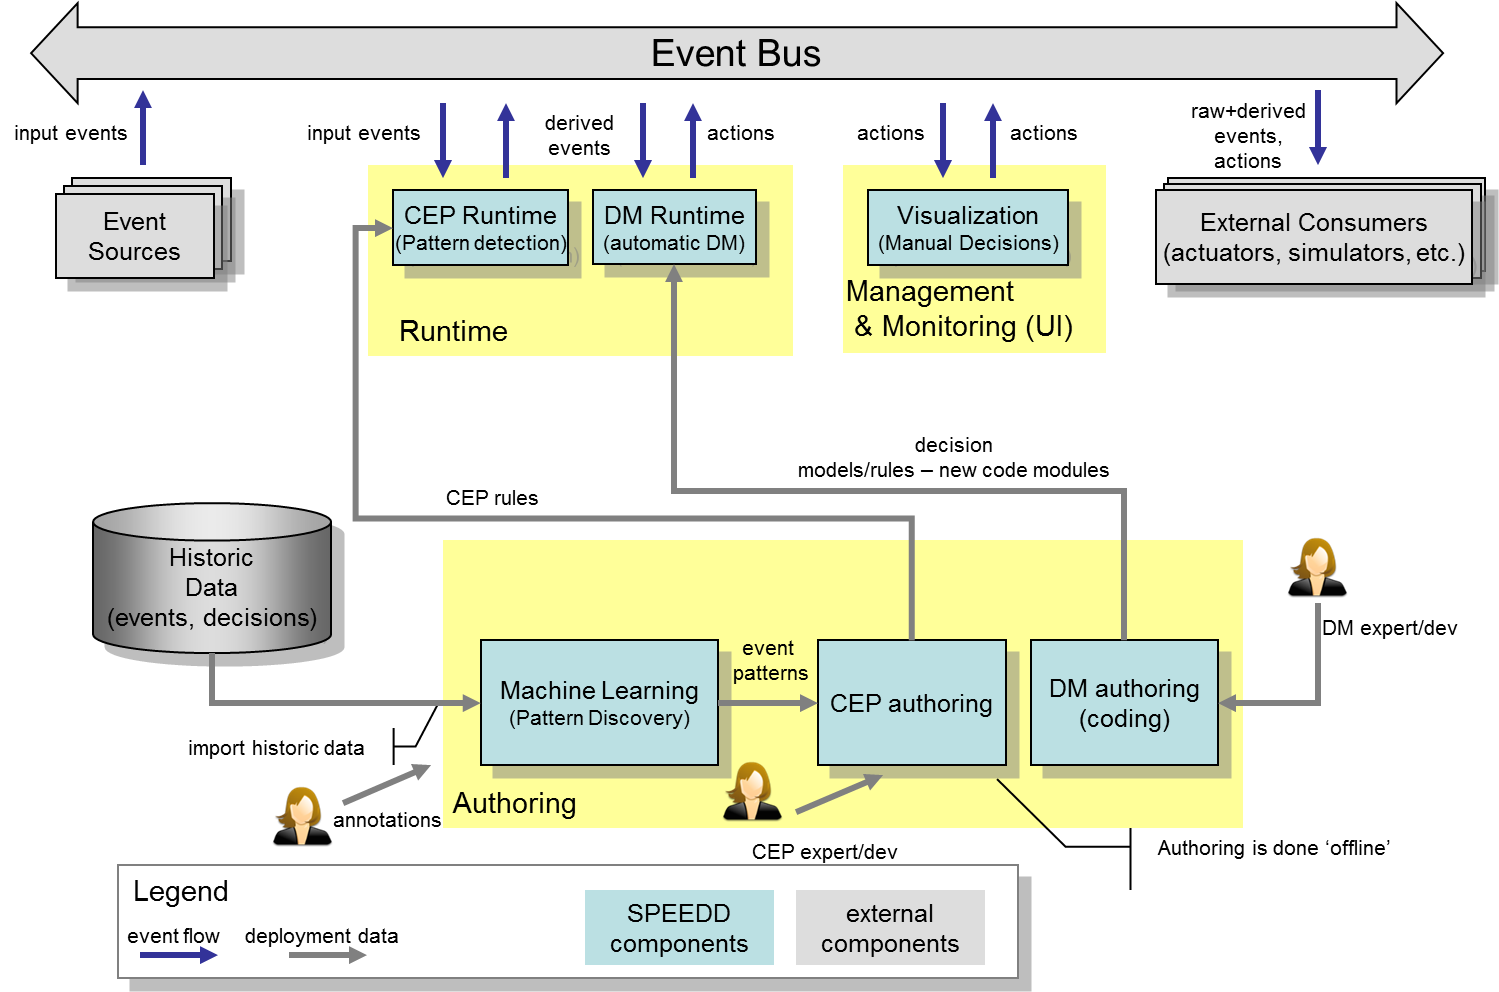 Event Bus
input events
input events
derived
events
actions
actions
actions
raw+derived
events,
actions
Event
Sources
CEP Runtime
(Pattern detection)
DM Runtime
(automatic DM)
Visualization
(Manual Decisions)
External Consumers
(actuators, simulators, etc.)
Runtime
Management
& Monitoring (UI)
decision
models/rules – new code modules
CEP rules
Historic
Data
(events, decisions)
DM expert/dev
Machine Learning
(Pattern Discovery)
event
patterns
CEP authoring
DM authoring
(coding)
import historic data
annotations
Authoring
CEP expert/dev
Authoring is done ‘offline’
Legend
event flow
deployment data
SPEEDD
components
external
components